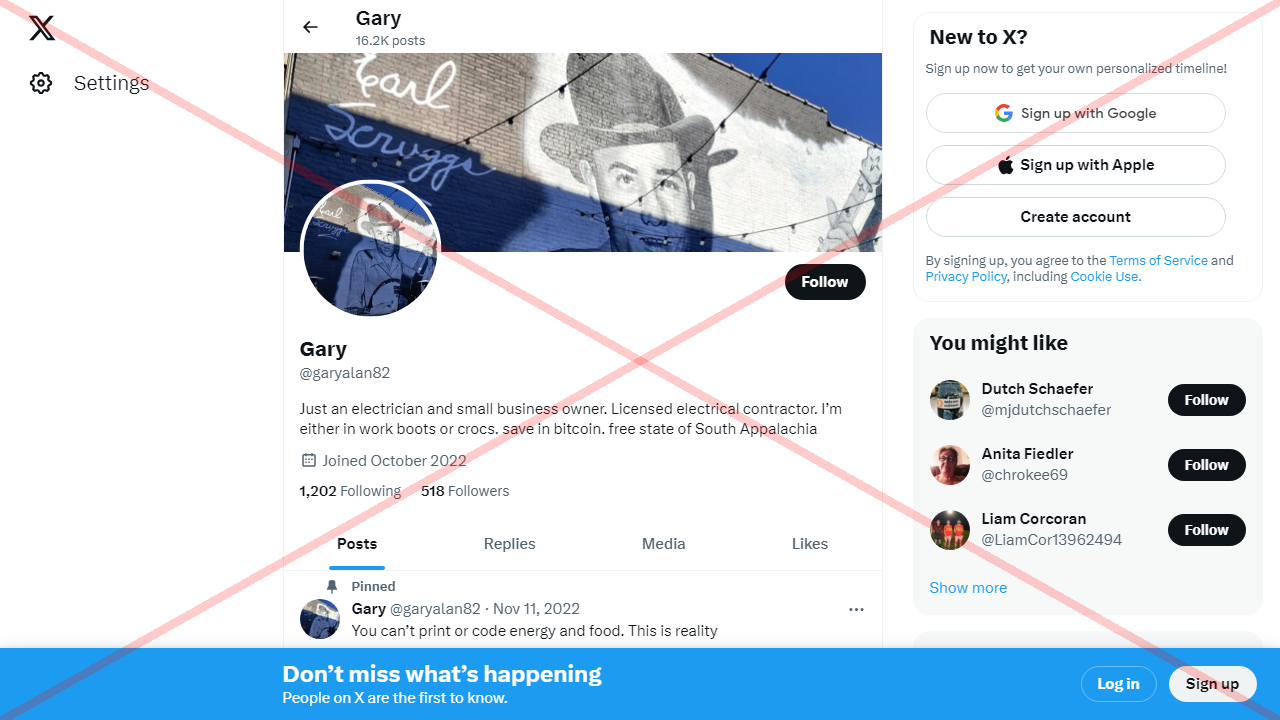 Settings
Gary
16.2K posts
Earl
Scruggs
Follow
Gary
@garyalan82
Just an electrician and small business owner. Licensed electrical contractor. I'm
either in work boots or crocs. save in bitcoin. free state of South Appalachia
Joined October 2022
1,202 Following 518 Followers
Posts Replies Media Likes
Pinned
Gary @garyalan82 · Nov 11, 2022 ...
You can't print or code energy and food. This is reality
New to X?
Sign up now to get your own personalized timeline!
Sign up with Google
Sign up with Apple
Create account
By signing up, you agree to the Terms of Service and
Privacy Policy, including Cookie Use.
You might like
Dutch Schaefer
@mjdutchschaefer
Follow
Anita Fiedler
@chrokee69
Follow
Liam Corcoran
@LiamCor13962494
Follow
Show more
Don't miss what's happening
People on X are the first to know.
Log in
Sign up